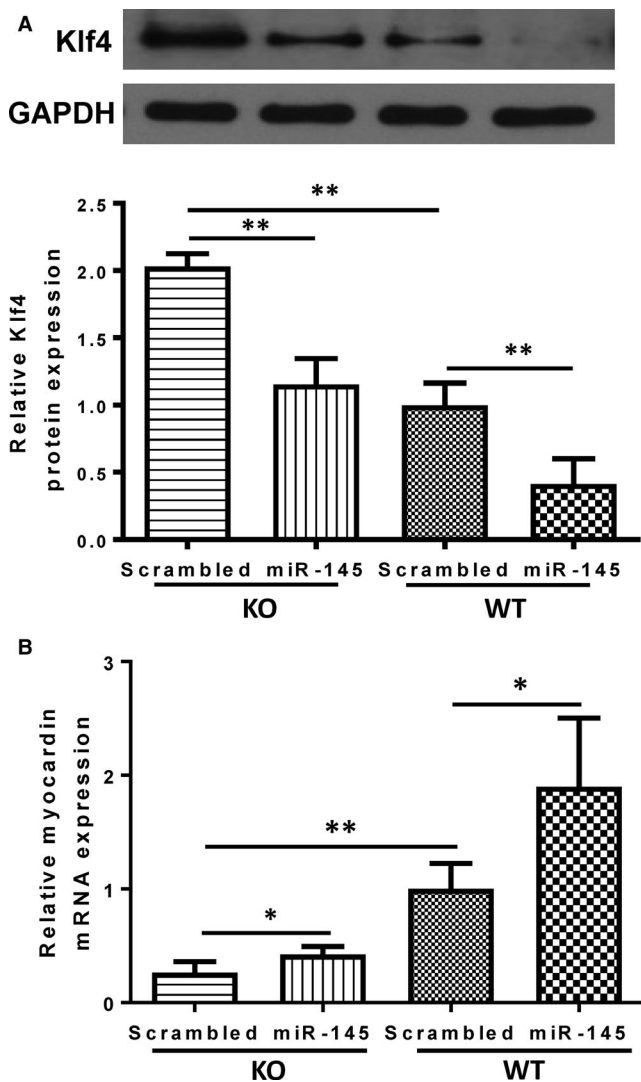 A
Klf4
GAPDH
Relative Klf4
protein expression
2.5
2.0
1.5
1.0
0.5
0.0
**
**
**
Scrambled miR-145 Scrambled miR-145
KO WT
B
Relative myocardin
mRNA expression
3
2
1
0
*
**
*
Scrambled miR-145 Scrambled miR-145
KO WT